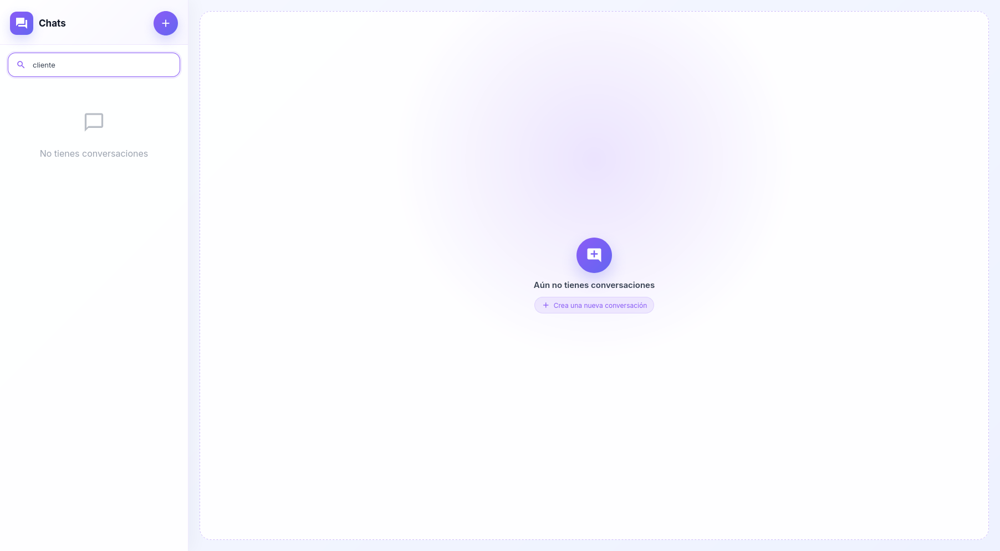 Chats
cliente
No tienes conversaciones
Aún no tienes conversaciones
Crea una nueva conversación